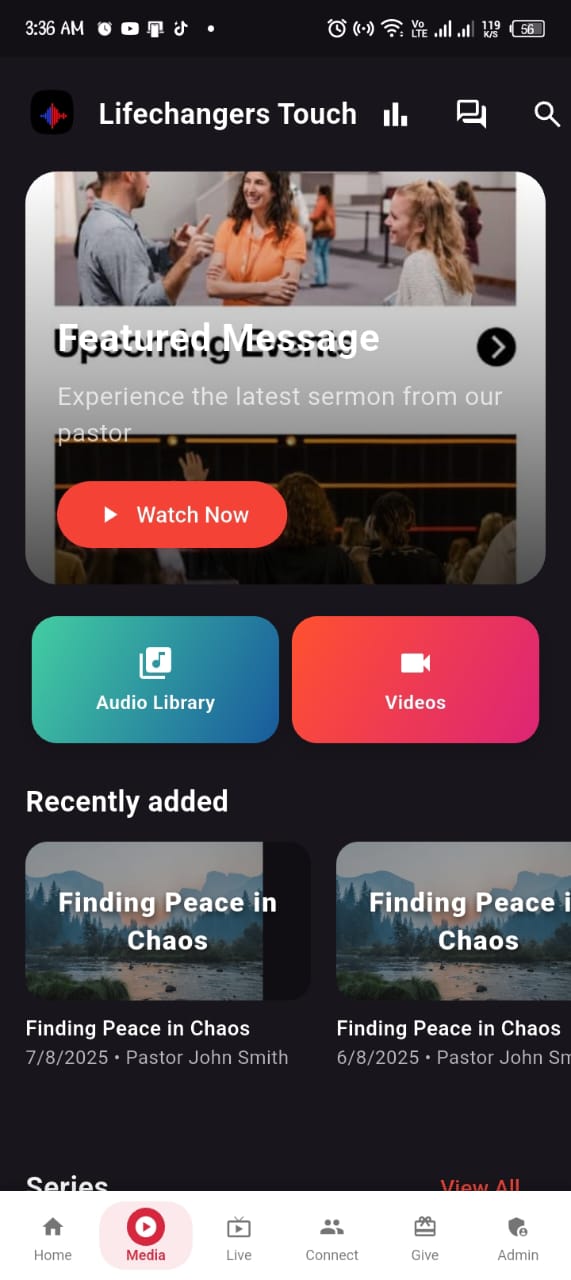 3:36 AM
Vo
LTE
119
K/S
56
Lifechangers Touch
Upcoming Events
Featured Message
Experience the latest sermon from our
pastor
Watch Now
Audio Library
Videos
Recently added
Finding Peace in
Chaos
Finding Peace i
Chaos
Finding Peace in Chaos
7/8/2025 • Pastor John Smith
Finding Peace in Chaos
6/8/2025 • Pastor John Sm
Series
View All
Home
Media
Live
Connect
Give
Admin